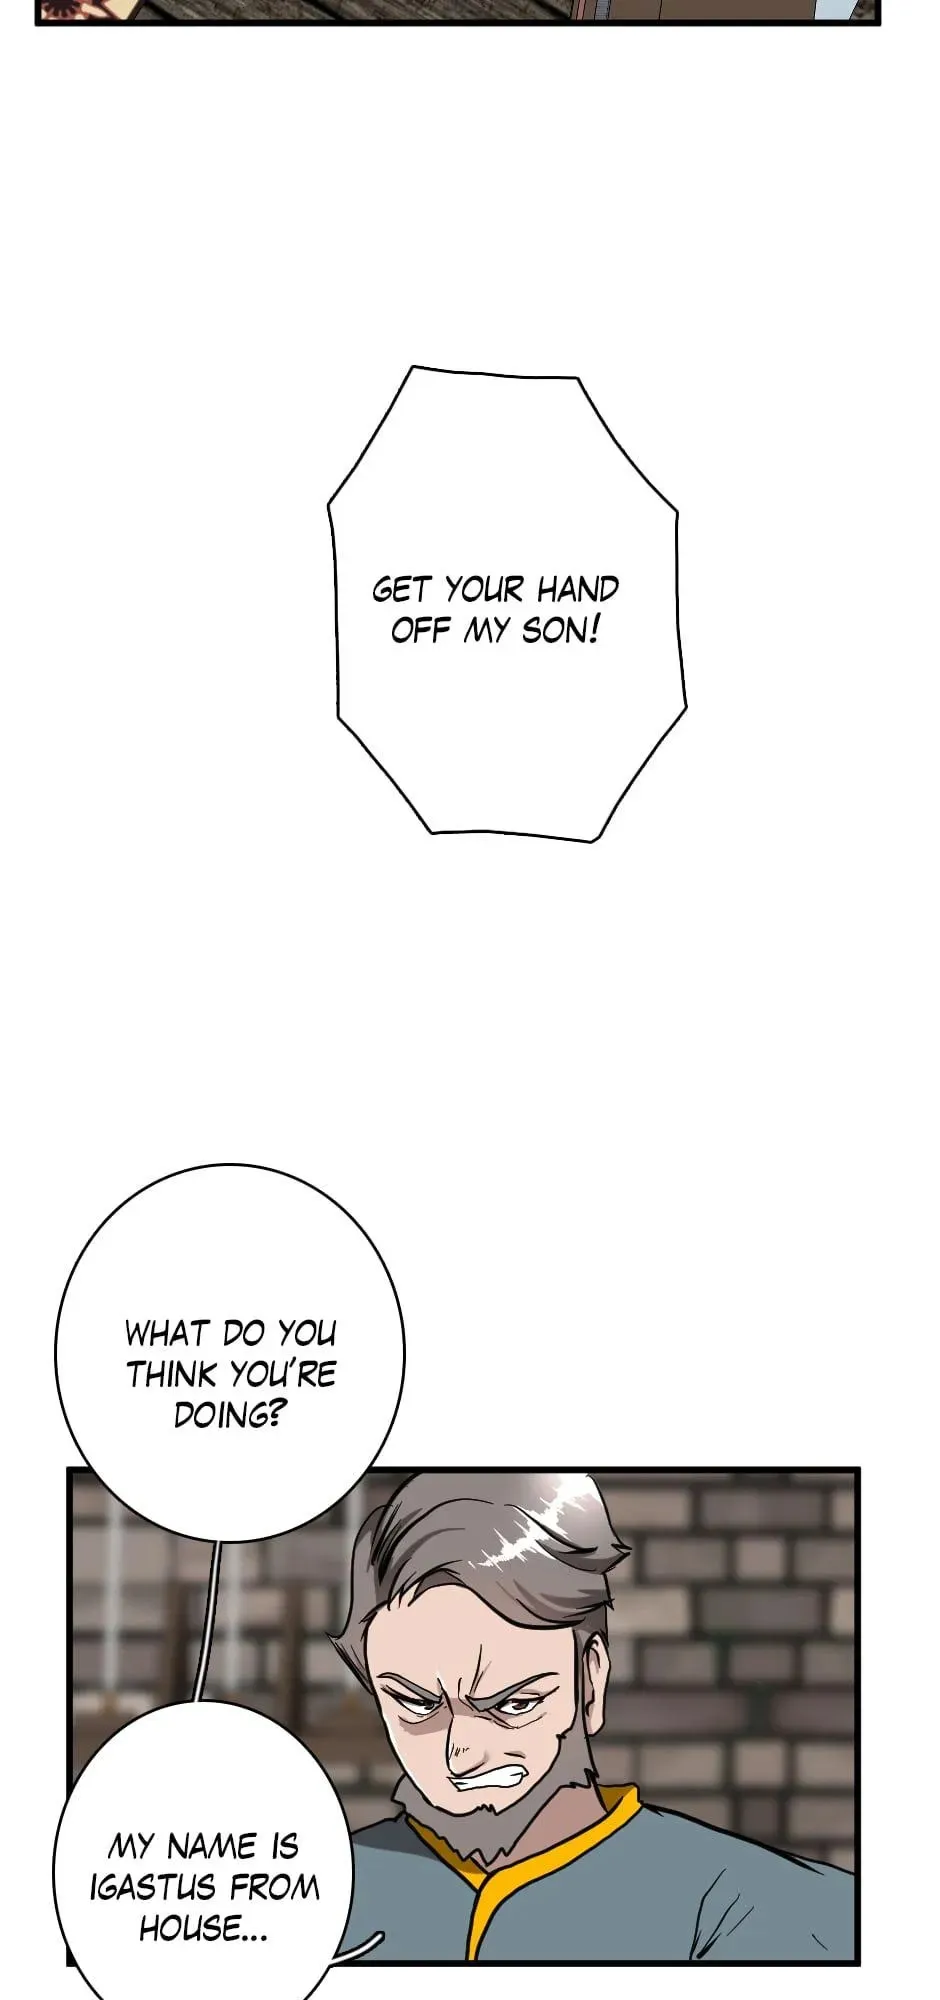 GET YOUR HAND
OFF MY SON!
WHAT DO YOU
THINK YOU'RE
DOING?
MY NAME IS
IGASTUS FROM
HOUSE...